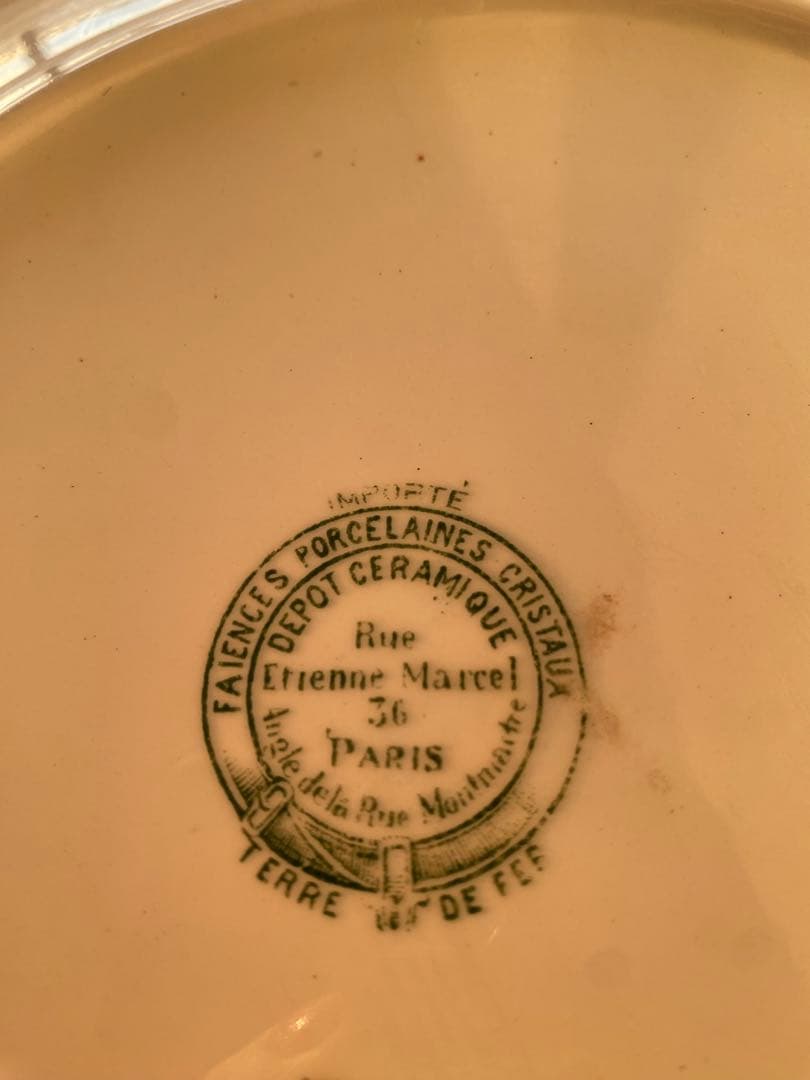 IMPORTÉ
FAIENCES PORCELAINES CRISTAUX
DEPOT CERAMIQUE
Rue
Etienne Marcel
36
PARIS
Angle de la Rue Montmartre
TERRE DE FER